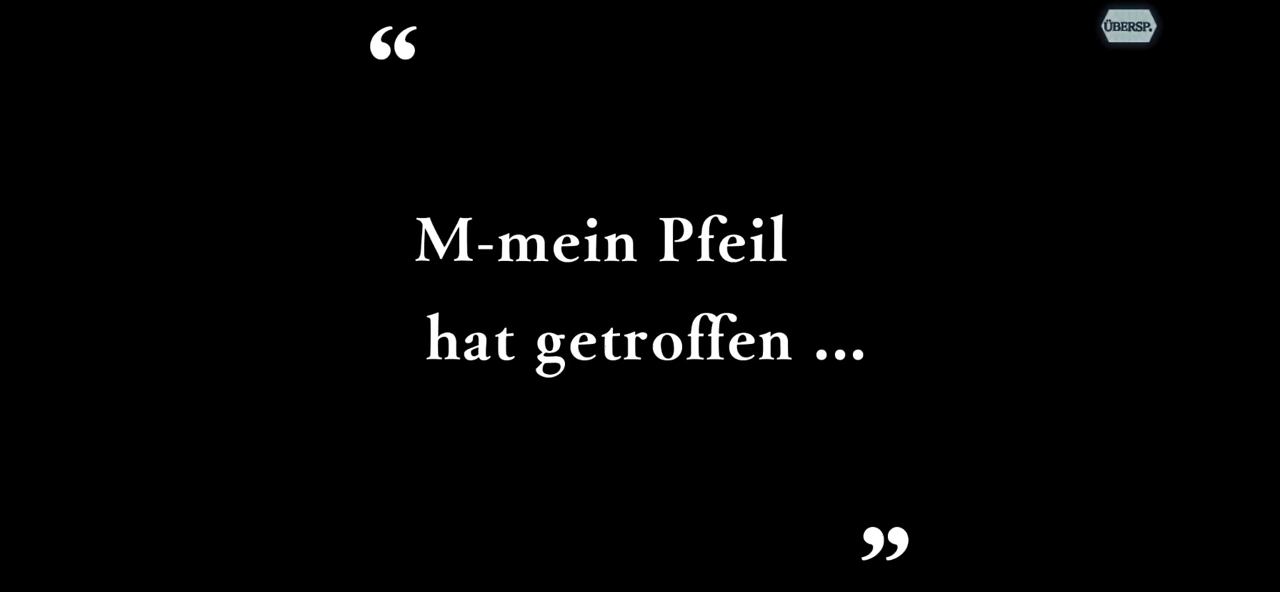 “
ÜBERSP.
M-mein Pfeil
hat getroffen ...
”